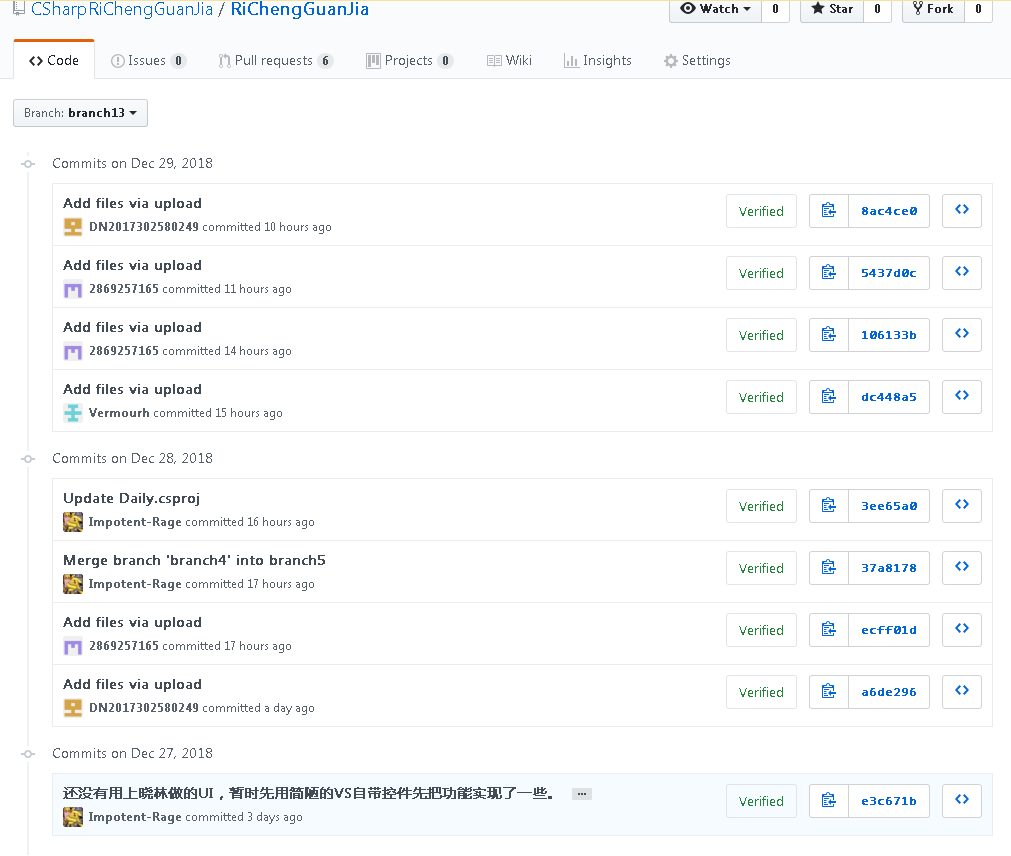 CSharpRiChengGuanJia / RiChengGuanJia
Watch 0 Star 0 Fork 0
Code Issues 0 Pull requests 6 Projects 0 Wiki Insights Settings
Branch: branch13
Commits on Dec 29, 2018
Add files via upload
DN2017302580249 committed 10 hours ago
Verified 8ac4ce0
Add files via upload
2869257165 committed 11 hours ago
Verified 5437d0c
Add files via upload
2869257165 committed 14 hours ago
Verified 106133b
Add files via upload
Vermourh committed 15 hours ago
Verified dc448a5
Commits on Dec 28, 2018
Update Daily.csproj
Impotent-Rage committed 16 hours ago
Verified 3ee65a0
Merge branch 'branch4' into branch5
Impotent-Rage committed 17 hours ago
Verified 37a8178
Add files via upload
2869257165 committed 17 hours ago
Verified ecff01d
Add files via upload
DN2017302580249 committed a day ago
Verified a6de296
Commits on Dec 27, 2018
还没有用上晓林做的UI，暂时先用简陋的VS自带控件先把功能实现了一些。 …
Impotent-Rage committed 3 days ago
Verified e3c671b